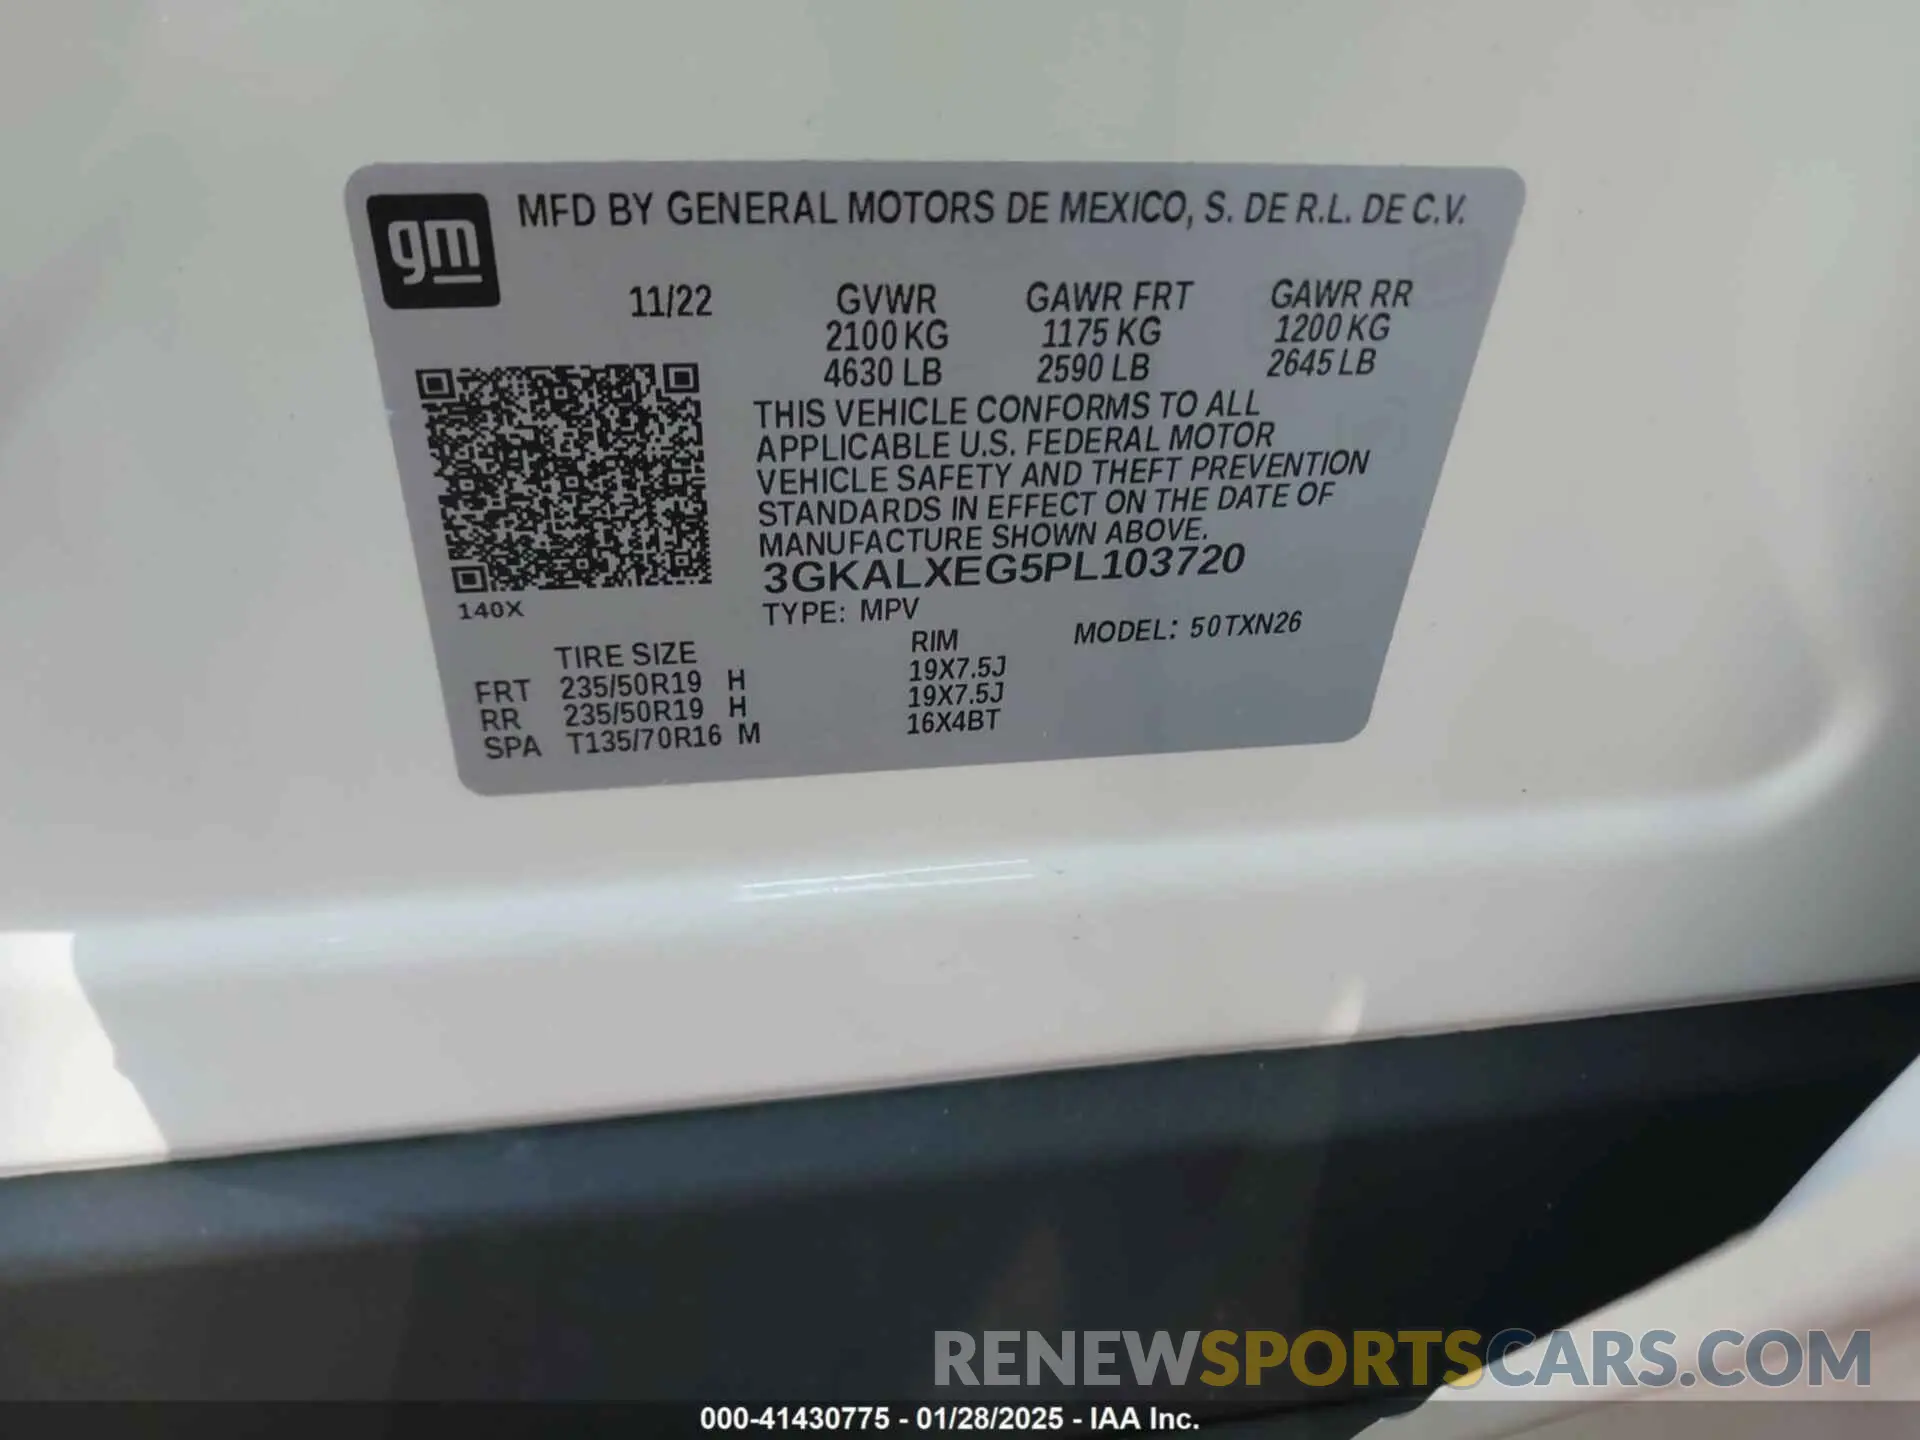 gm
MFD BY GENERAL MOTORS DE MEXICO, S. DE R.L. DE C.V.
11/22 GVWR GAWR FRT GAWR RR
2100 KG 1175 KG 1200 KG
4630 LB 2590 LB 2645 LB
THIS VEHICLE CONFORMS TO ALL
APPLICABLE U.S. FEDERAL MOTOR
VEHICLE SAFETY AND THEFT PREVENTION
STANDARDS IN EFFECT ON THE DATE OF
MANUFACTURE SHOWN ABOVE.
3GKALXEG5PL103720
140X
TYPE: MPV
MODEL: 50TXN26
TIRE SIZE RIM
FRT 235/50R19 H 19X7.5J
RR 235/50R19 H 19X7.5J
SPA T135/70R16 M 16X4BT
RENEWSPORTSCARS.COM
000-41430775 - 01/28/2025 - IAA Inc.